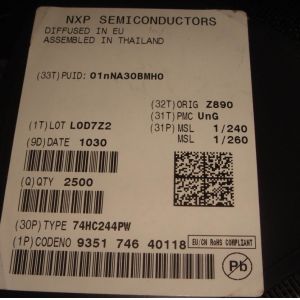 NXP SEMICONDUCTORS
DIFFUSED IN EU
ASSEMBLED IN THAILAND
(33T) PUID: 01nNA30BMH0
(32T) ORIG Z890
(31T) PMC UnG
(1T) LOT L0D7Z2
(31P) MSL 1/240
(9D) DATE 1030
MSL 1/260
(Q) QTY 2500
(30P) TYPE 74HC244PW
(1P) CODENO 9351 746 40118
EU/CN RoHS COMPLIANT
Pb